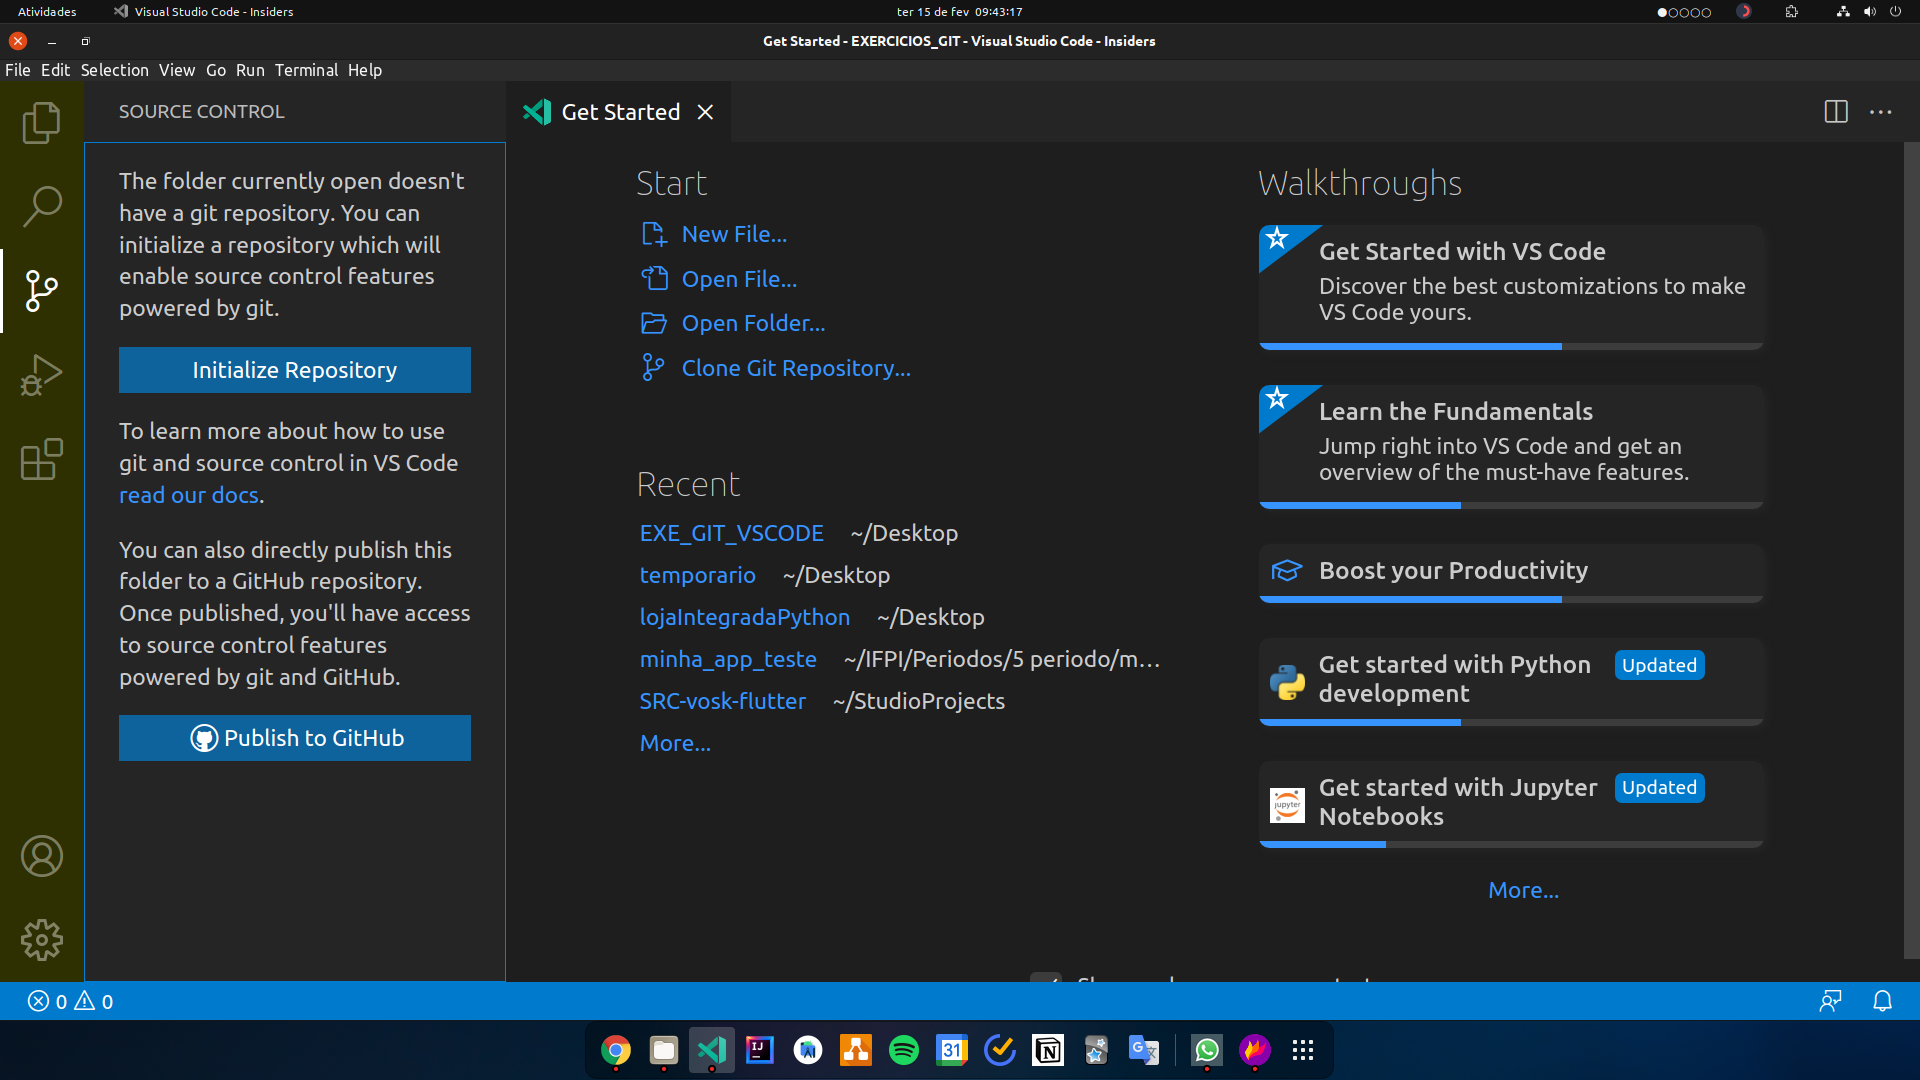 Atividades
Visual Studio Code - Insiders
ter 15 de fev 09:43:17
Get Started - EXERCICIOS_GIT - Visual Studio Code - Insiders
File Edit Selection View Go Run Terminal Help
SOURCE CONTROL
The folder currently open doesn't
have a git repository. You can
initialize a repository which will
enable source control features
powered by git.
Initialize Repository
To learn more about how to use
git and source control in VS Code
read our docs.
You can also directly publish this
folder to a GitHub repository.
Once published, you'll have access
to source control features
powered by git and GitHub.
Publish to GitHub
Get Started
Start
New File...
Open File...
Open Folder...
Clone Git Repository...
Recent
EXE_GIT_VSCODE ~/Desktop
temporario ~/Desktop
lojaIntegradaPython ~/Desktop
minha_app_teste ~/IFPI/Periodos/5 periodo/m...
SRC-vosk-flutter ~/StudioProjects
More...
Walkthroughs
Get Started with VS Code
Discover the best customizations to make
VS Code yours.
Learn the Fundamentals
Jump right into VS Code and get an
overview of the must-have features.
Boost your Productivity
Get started with Python
development
Updated
jupyter
Get started with Jupyter
Notebooks
Updated
More...
0 0
IJ
31